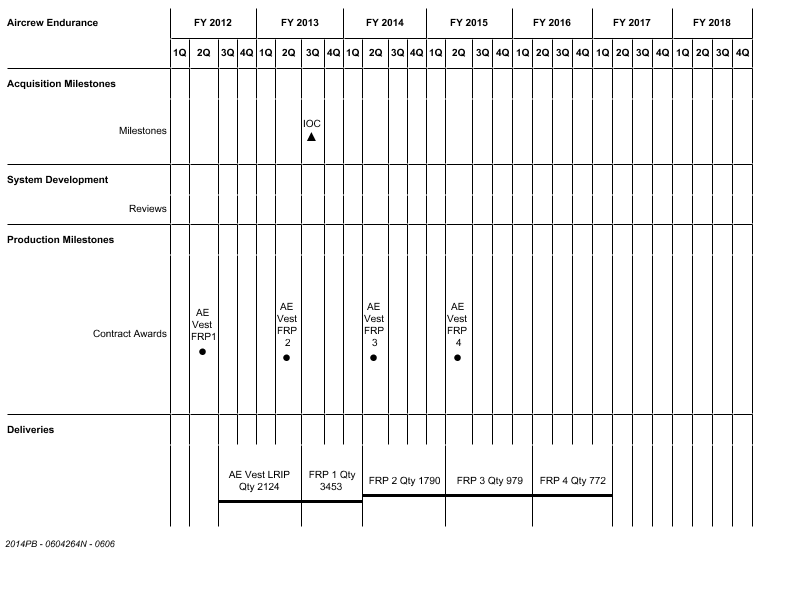 Aircrew Endurance FY 2012 FY 2013 FY 2014 FY 2015 FY 2016 FY 2017 FY 2018
1Q 2Q 3Q 4Q 1Q 2Q 3Q 4Q 1Q 2Q 3Q 4Q 1Q 2Q 3Q 4Q 1Q 2Q 3Q 4Q 1Q 2Q 3Q 4Q 1Q 2Q 3Q 4Q
Acquisition Milestones
IOC
Milestones
System Development
Reviews
Production Milestones
Contract Awards
AE
Vest
FRP1
AE
Vest
FRP
2
AE
Vest
FRP
3
AE
Vest
FRP
4
Deliveries
AE Vest LRIP
Qty 2124
FRP 1 Qty
3453
FRP 2 Qty 1790
FRP 3 Qty 979
FRP 4 Qty 772
2014PB - 0604264N - 0606